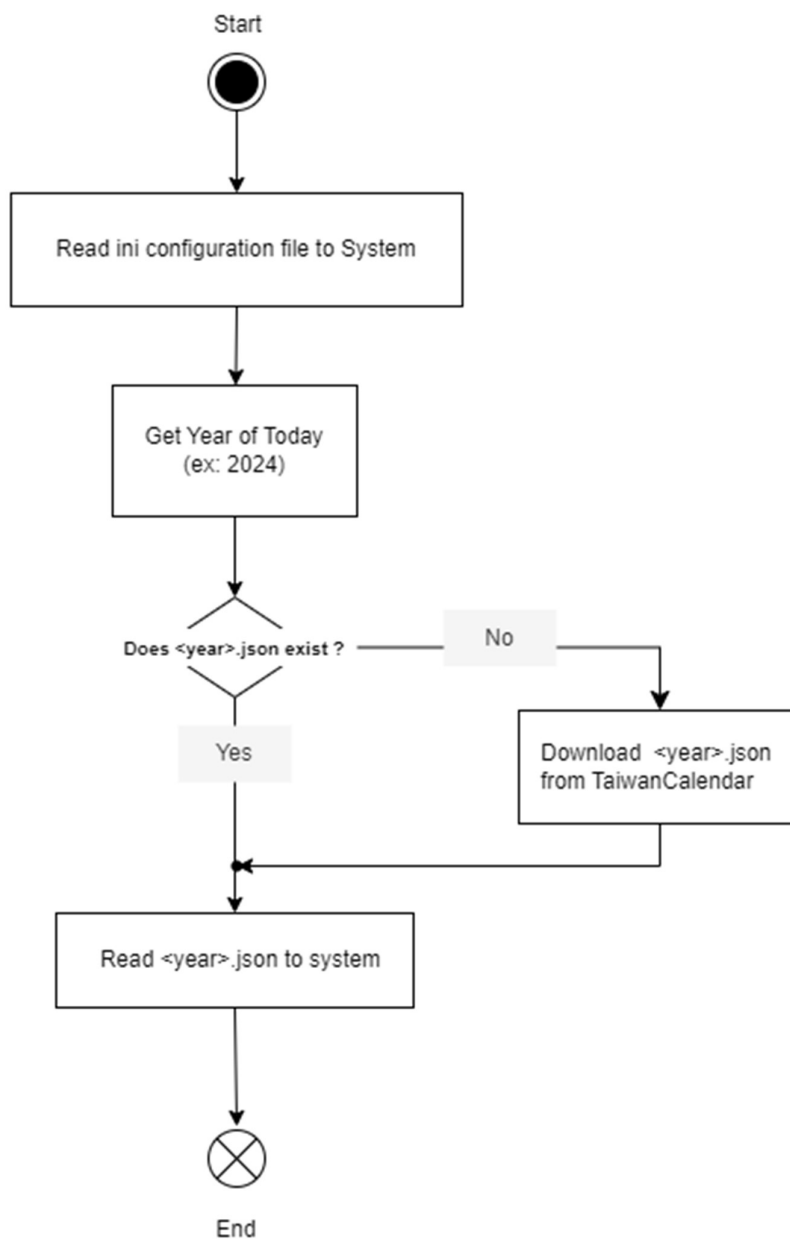 Start
Read ini configuration file to System
Get Year of Today
(ex: 2024)
Does <year>.json exist ?
No
Yes
Download <year>.json
from TaiwanCalendar
Read <year>.json to system
End